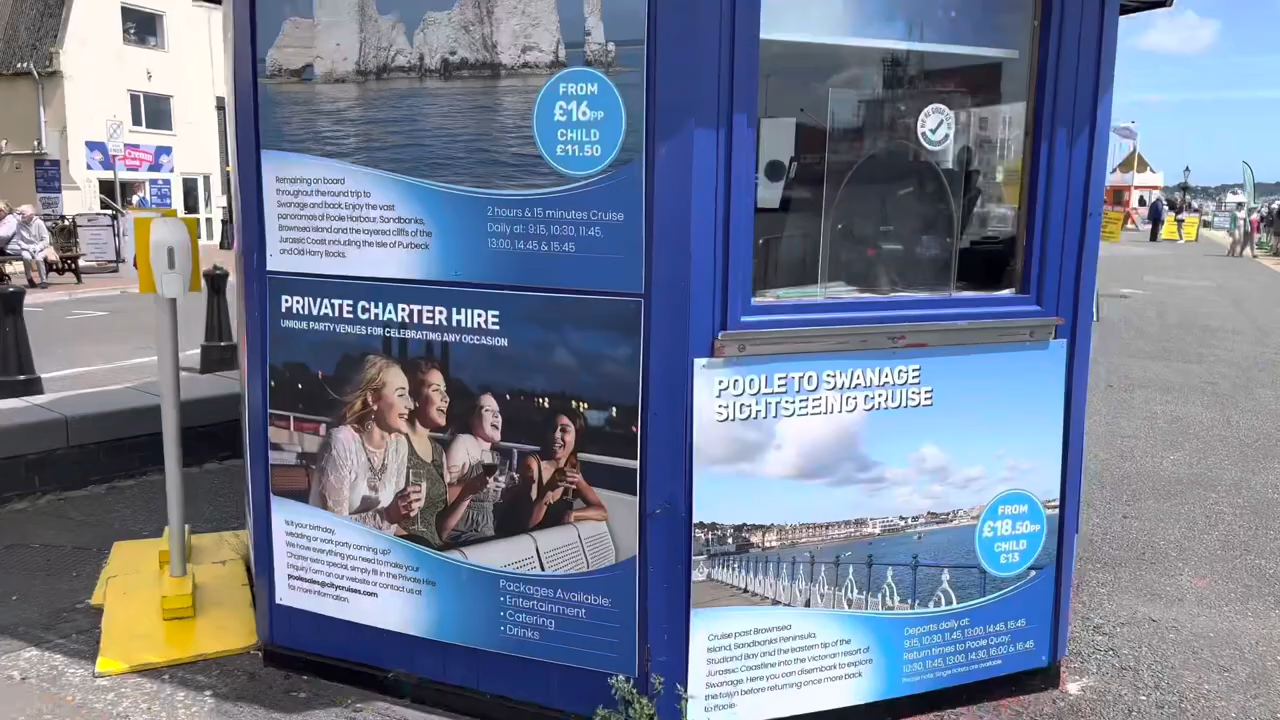 FROM
£16PP
CHILD
£11.50
Remaining on board
throughout the round trip to
Swanage and back. Enjoy the vast
panoramas of Poole Harbour, Sandbanks,
Brownsea Island and the layered cliffs of the
Jurassic Coast including the Isle of Purbeck
and Old Harry Rocks.
2 hours & 15 minutes Cruise
Daily at: 9:15, 10:30, 11:45,
13:00, 14:45 & 15:45
PRIVATE CHARTER HIRE
UNIQUE PARTY VENUES FOR CELEBRATING ANY OCCASION
Is it your birthday,
wedding or work party coming up?
We have everything you need to make your
Charter extra special, simply fill in the Private Hire
Enquiry Form on our website or contact us at
poolesales@citycruises.com
for more information.
Packages Available:
• Entertainment
• Catering
• Drinks
POOLE TO SWANAGE
SIGHTSEEING CRUISE
FROM
£18.50PP
CHILD
£13
Cruise past Brownsea
Island, Sandbanks Peninsula,
Studland Bay and the eastern tip of the
Jurassic Coastline into the Victorian resort of
Swanage. Here you can disembark to explore
the town before returning once more back
to Poole.
Departs daily at:
9:15, 10:30, 11.45, 13:00, 14:45, 15:45
Return times to Poole Quay:
10:30, 11:45, 13:00, 14:30, 16:00 & 16:45
Please note: Single tickets are available.
Cream